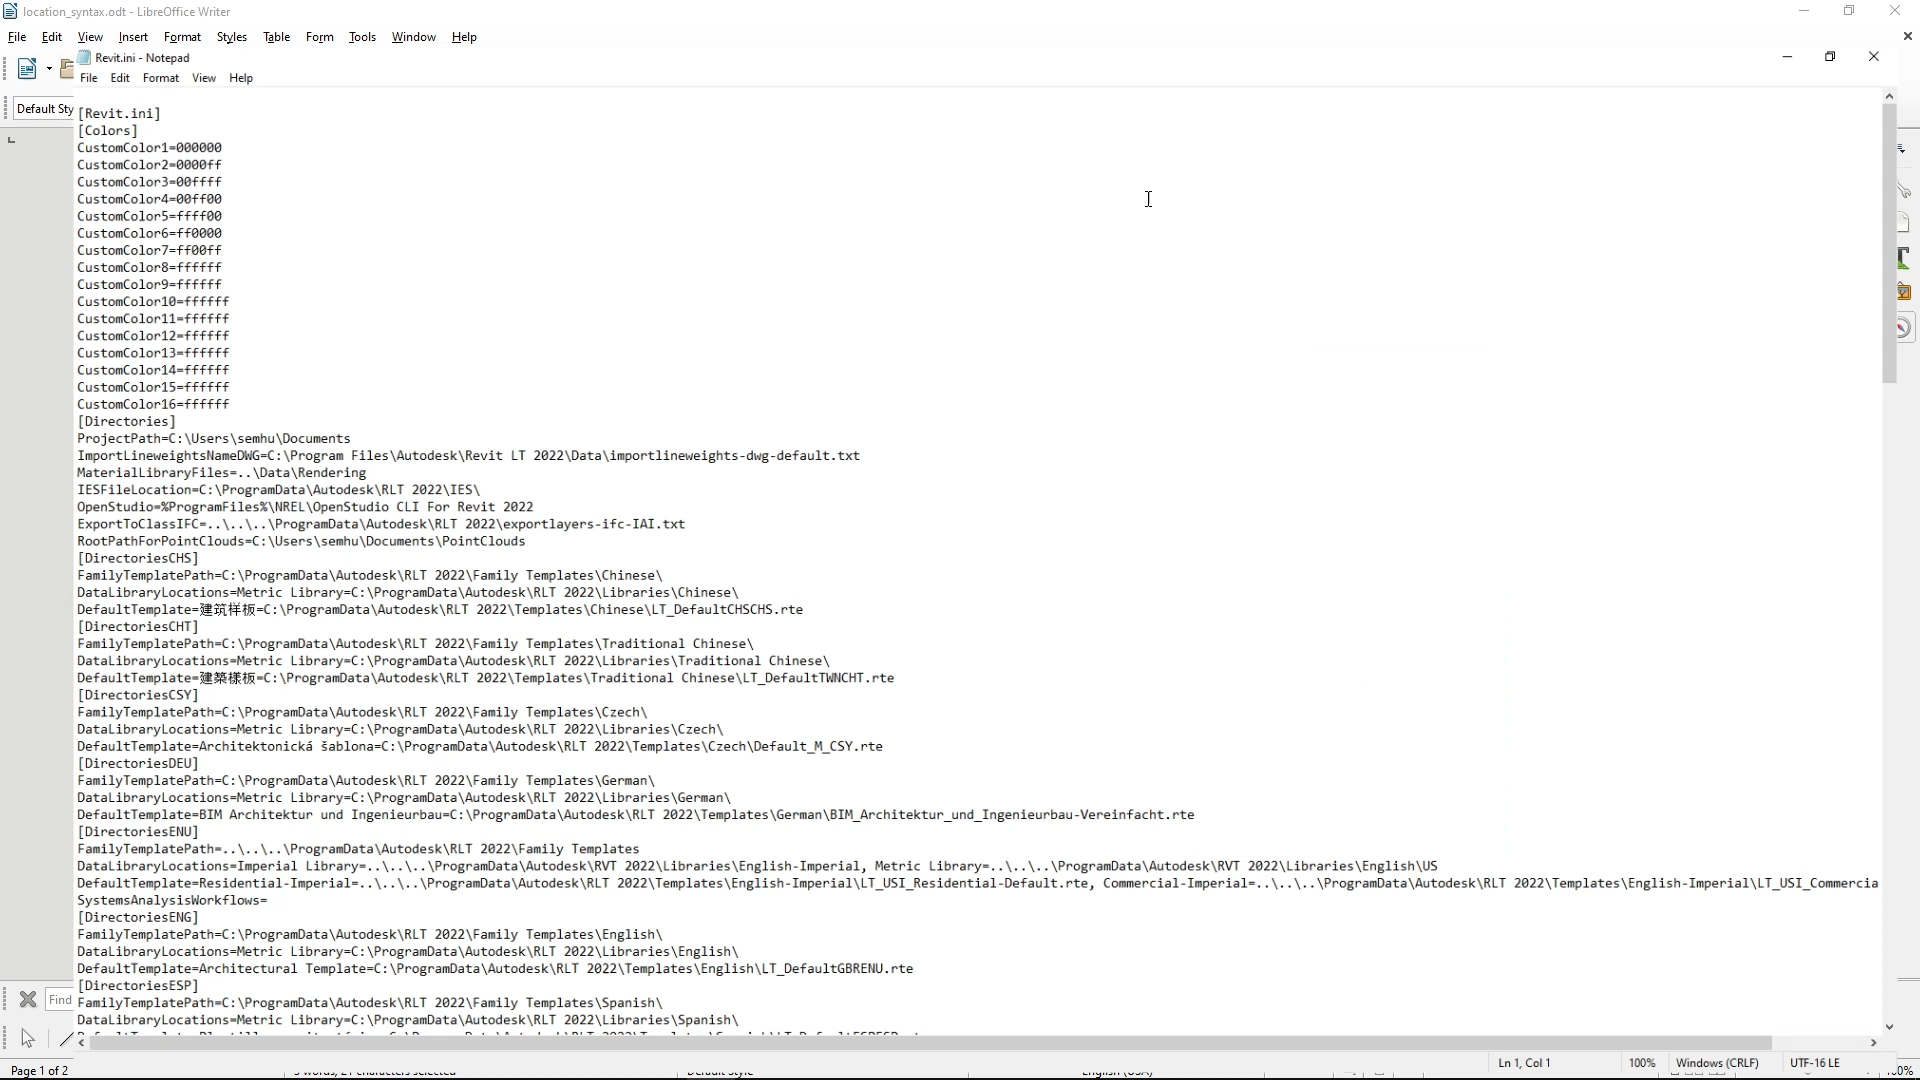 location_syntax.odt - LibreOffice Writer
File Edit View Insert Format Styles Table Form Tools Window Help
Revit.ini - Notepad
File Edit Format View Help
Default Sty
[Revit.ini]
[Colors]
CustomColor1=000000
CustomColor2=0000ff
CustomColor3=00ffff
CustomColor4=00ff00
CustomColor5=ffff00
CustomColor6=ff0000
CustomColor7=ff00ff
CustomColor8=ffffff
CustomColor9=ffffff
CustomColor10=ffffff
CustomColor11=ffffff
CustomColor12=ffffff
CustomColor13=ffffff
CustomColor14=ffffff
CustomColor15=ffffff
CustomColor16=ffffff
[Directories]
ProjectPath=C:\Users\semhu\Documents
ImportLineweightsNameDWG=C:\Program Files\Autodesk\Revit LT 2022\Data\importlineweights-dwg-default.txt
MaterialLibraryFiles=..\Data\Rendering
IESFileLocation=C:\ProgramData\Autodesk\RLT 2022\IES\
OpenStudio=%ProgramFiles%\NREL\OpenStudio CLI For Revit 2022
ExportToClassIFC=..\..\..\ProgramData\Autodesk\RLT 2022\exportlayers-ifc-IAI.txt
RootPathForPointClouds=C:\Users\semhu\Documents\PointClouds
[DirectoriesCHS]
FamilyTemplatePath=C:\ProgramData\Autodesk\RLT 2022\Family Templates\Chinese\
DataLibraryLocations=Metric Library=C:\ProgramData\Autodesk\RLT 2022\Libraries\Chinese\
DefaultTemplate=建筑样板=C:\ProgramData\Autodesk\RLT 2022\Templates\Chinese\LT_DefaultCHSCHS.rte
[DirectoriesCHT]
FamilyTemplatePath=C:\ProgramData\Autodesk\RLT 2022\Family Templates\Traditional Chinese\
DataLibraryLocations=Metric Library=C:\ProgramData\Autodesk\RLT 2022\Libraries\Traditional Chinese\
DefaultTemplate=建築樣板=C:\ProgramData\Autodesk\RLT 2022\Templates\Traditional Chinese\LT_DefaultTWNCHT.rte
[DirectoriesCSY]
FamilyTemplatePath=C:\ProgramData\Autodesk\RLT 2022\Family Templates\Czech\
DataLibraryLocations=Metric Library=C:\ProgramData\Autodesk\RLT 2022\Libraries\Czech\
DefaultTemplate=Architektonická šablona=C:\ProgramData\Autodesk\RLT 2022\Templates\Czech\Default_M_CSY.rte
[DirectoriesDEU]
FamilyTemplatePath=C:\ProgramData\Autodesk\RLT 2022\Family Templates\German\
DataLibraryLocations=Metric Library=C:\ProgramData\Autodesk\RLT 2022\Libraries\German\
DefaultTemplate=BIM Architektur und Ingenieurbau=C:\ProgramData\Autodesk\RLT 2022\Templates\German\BIM_Architektur_und_Ingenieurbau-Vereinfacht.rte
[DirectoriesENU]
FamilyTemplatePath=..\..\..\ProgramData\Autodesk\RLT 2022\Family Templates
DataLibraryLocations=Imperial Library=..\..\..\ProgramData\Autodesk\RVT 2022\Libraries\English-Imperial, Metric Library=..\..\..\ProgramData\Autodesk\RVT 2022\Libraries\English\US
DefaultTemplate=Residential-Imperial=..\..\..\ProgramData\Autodesk\RLT 2022\Templates\English-Imperial\LT_USI_Residential-Default.rte, Commercial-Imperial=..\..\..\ProgramData\Autodesk\RLT 2022\Templates\English-Imperial\LT_USI_Commercia
SystemsAnalysisWorkflows=
[DirectoriesENG]
FamilyTemplatePath=C:\ProgramData\Autodesk\RLT 2022\Family Templates\English\
DataLibraryLocations=Metric Library=C:\ProgramData\Autodesk\RLT 2022\Libraries\English\
DefaultTemplate=Architectural Template=C:\ProgramData\Autodesk\RLT 2022\Templates\English\LT_DefaultGBRENU.rte
[DirectoriesESP]
Find
FamilyTemplatePath=C:\ProgramData\Autodesk\RLT 2022\Family Templates\Spanish\
DataLibraryLocations=Metric Library=C:\ProgramData\Autodesk\RLT 2022\Libraries\Spanish\
Ln 1, Col 1 100% Windows (CRLF) UTF-16 LE
Page 1 of 2